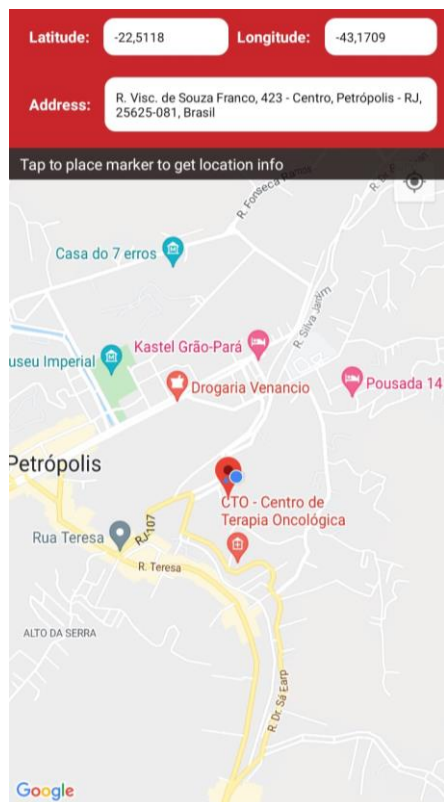 Latitude: -22,5118 Longitude: -43,1709
Address: R. Visc. de Souza Franco, 423 - Centro, Petrópolis - RJ,
25625-081, Brasil
Tap to place marker to get location info
R. Fonseca Ramos
Casa do 7 erros
R. Silva Jardim
Kastel Grão-Pará
useu Imperial
Drogaria Venancio
Pousada 14
Petrópolis
CTO - Centro de
Terapia Oncológica
Rua Teresa
RJ-107
R. Teresa
ALTO DA SERRA
R. Dr. Sá Earp
Google